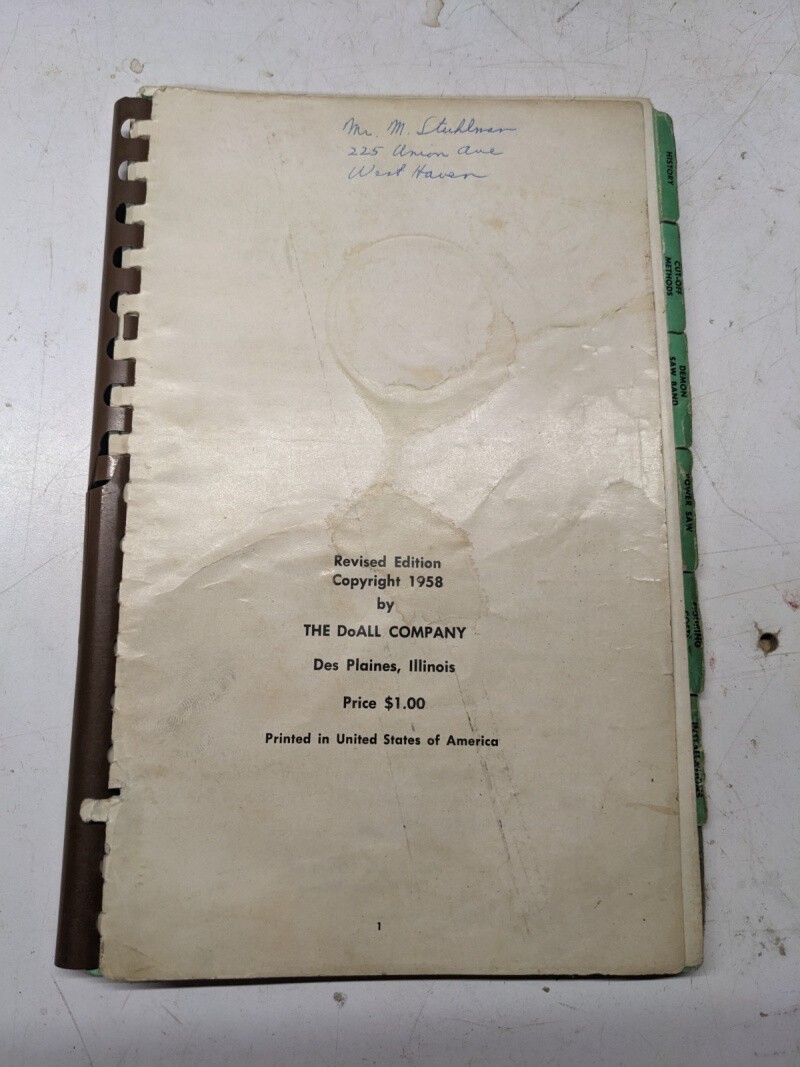 Mr. M. Stuhlman
225 Union Ave
West Haven
Revised Edition
Copyright 1958
by
THE DoALL COMPANY
Des Plaines, Illinois
Price $1.00
Printed in United States of America
1
HISTORY
CUT-OFF
METHODS
DEMON
SAW BAND
POWER SAW